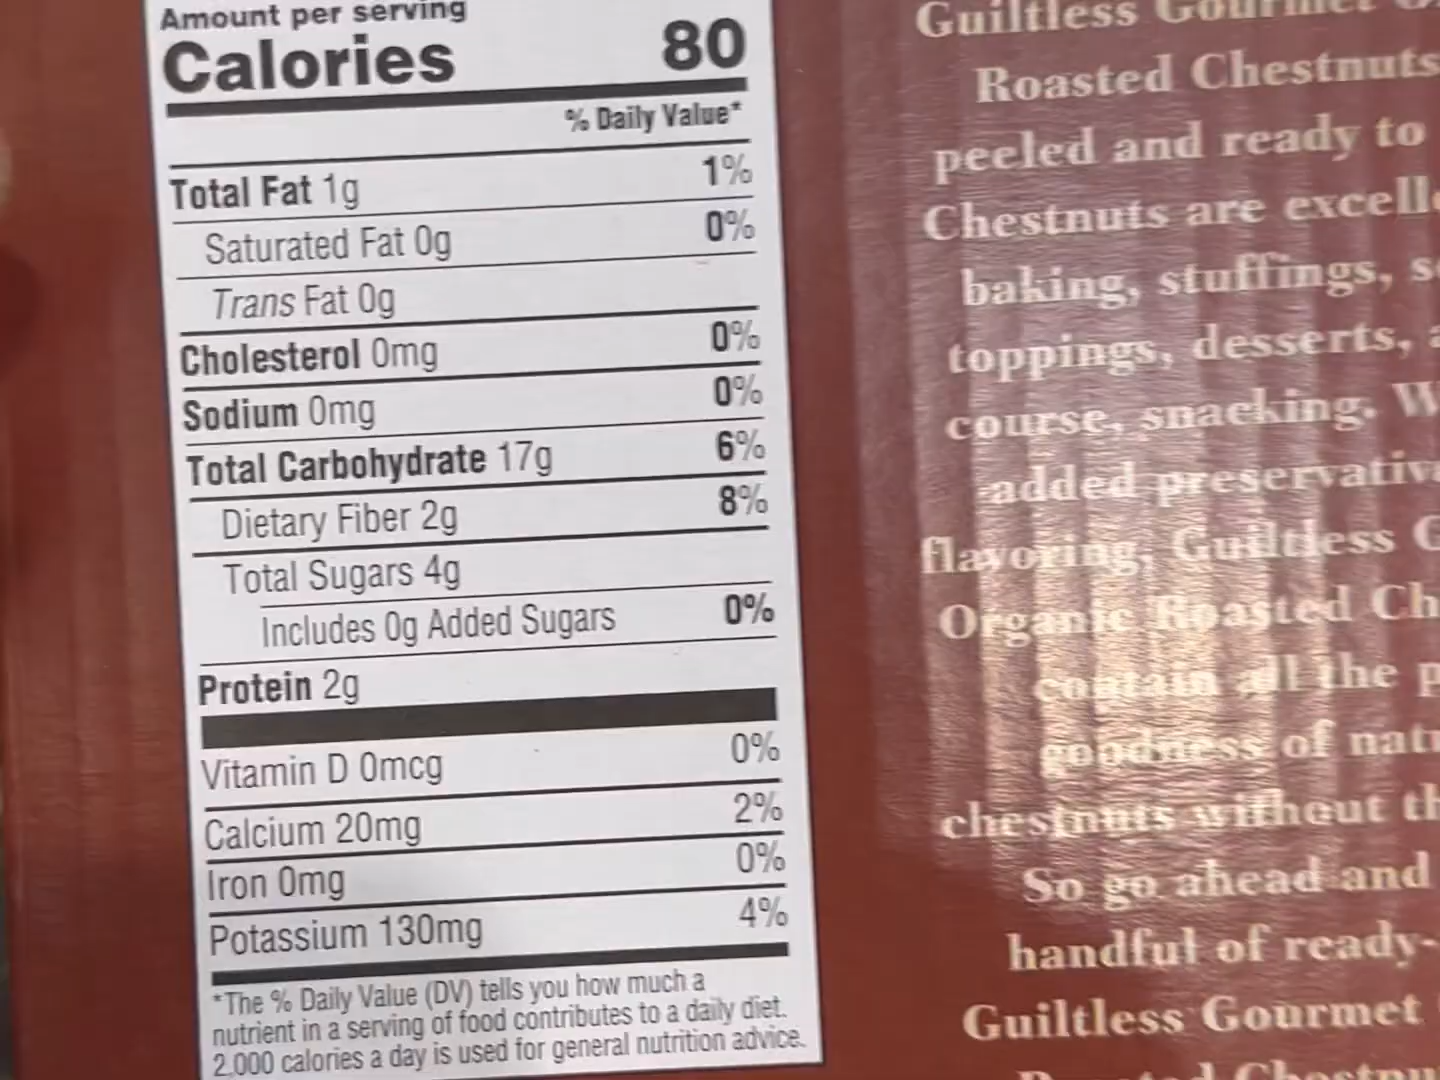 Amount per serving
Calories 80
% Daily Value*
Total Fat 1g 1%
Saturated Fat 0g 0%
Trans Fat 0g
Cholesterol 0mg 0%
Sodium 0mg 0%
Total Carbohydrate 17g 6%
Dietary Fiber 2g 8%
Total Sugars 4g
Includes 0g Added Sugars 0%
Protein 2g
Vitamin D 0mcg 0%
Calcium 20mg 2%
Iron 0mg 0%
Potassium 130mg 4%
*The % Daily Value (DV) tells you how much a
nutrient in a serving of food contributes to a daily diet.
2,000 calories a day is used for general nutrition advice.
Guiltless Gourmet
Roasted Chestnuts
peeled and ready to
Chestnuts are
baking, stuffings,
toppings, desserts,
course, snacking.
added
flavoring, Guiltless
Organic Roasted
contain all the
goodness of
chestnuts without
So go ahead and
handful of ready-
Guiltless Gourmet